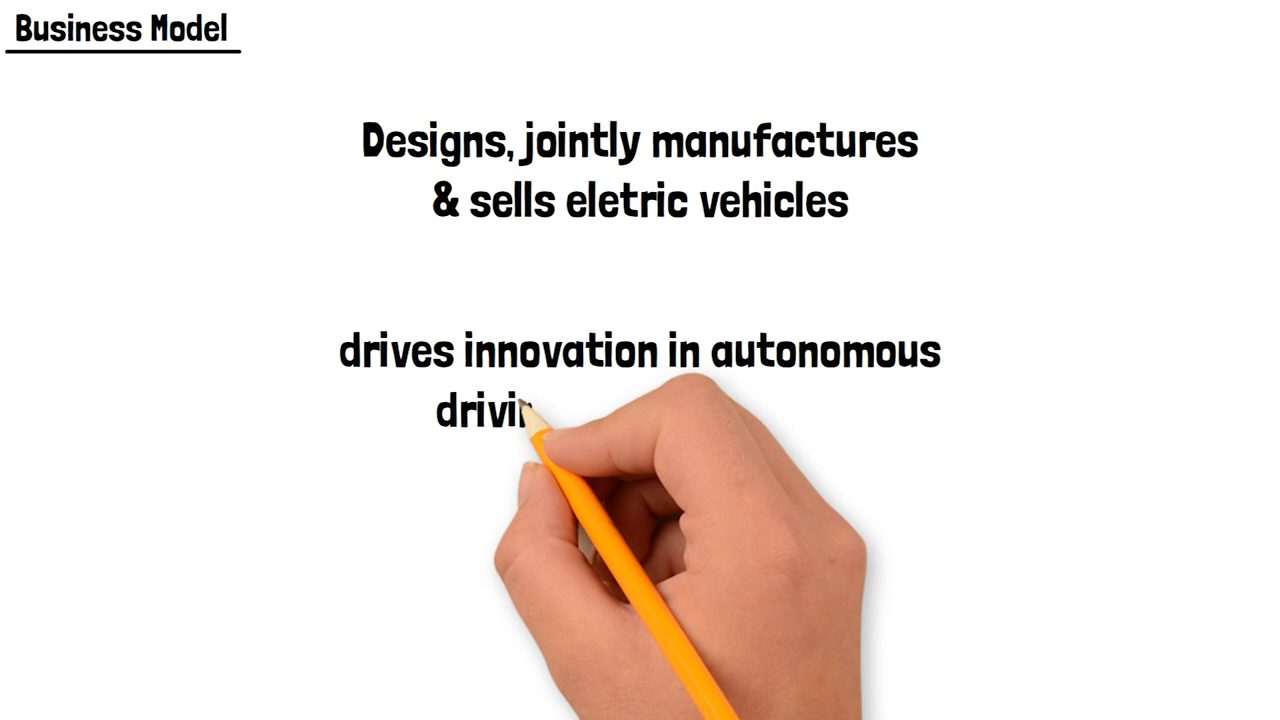 Business Model
Designs, jointly manufactures
& sells eletric vehicles
drives innovation in autonomous